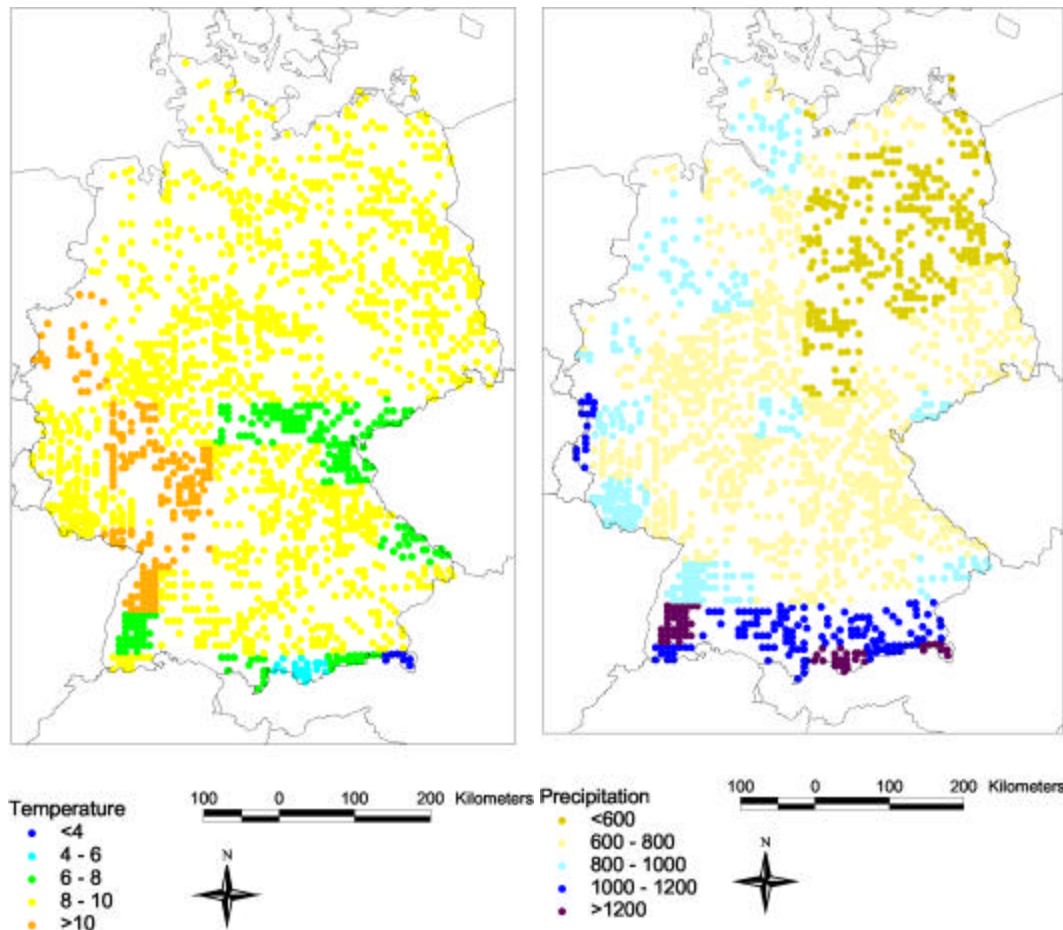 100 0 100 200 Kilometers
Temperature
<4
4 - 6
6 - 8
8 - 10
>10
N
100 0 100 200 Kilometers
Precipitation
<600
600 - 800
800 - 1000
1000 - 1200
>1200
N